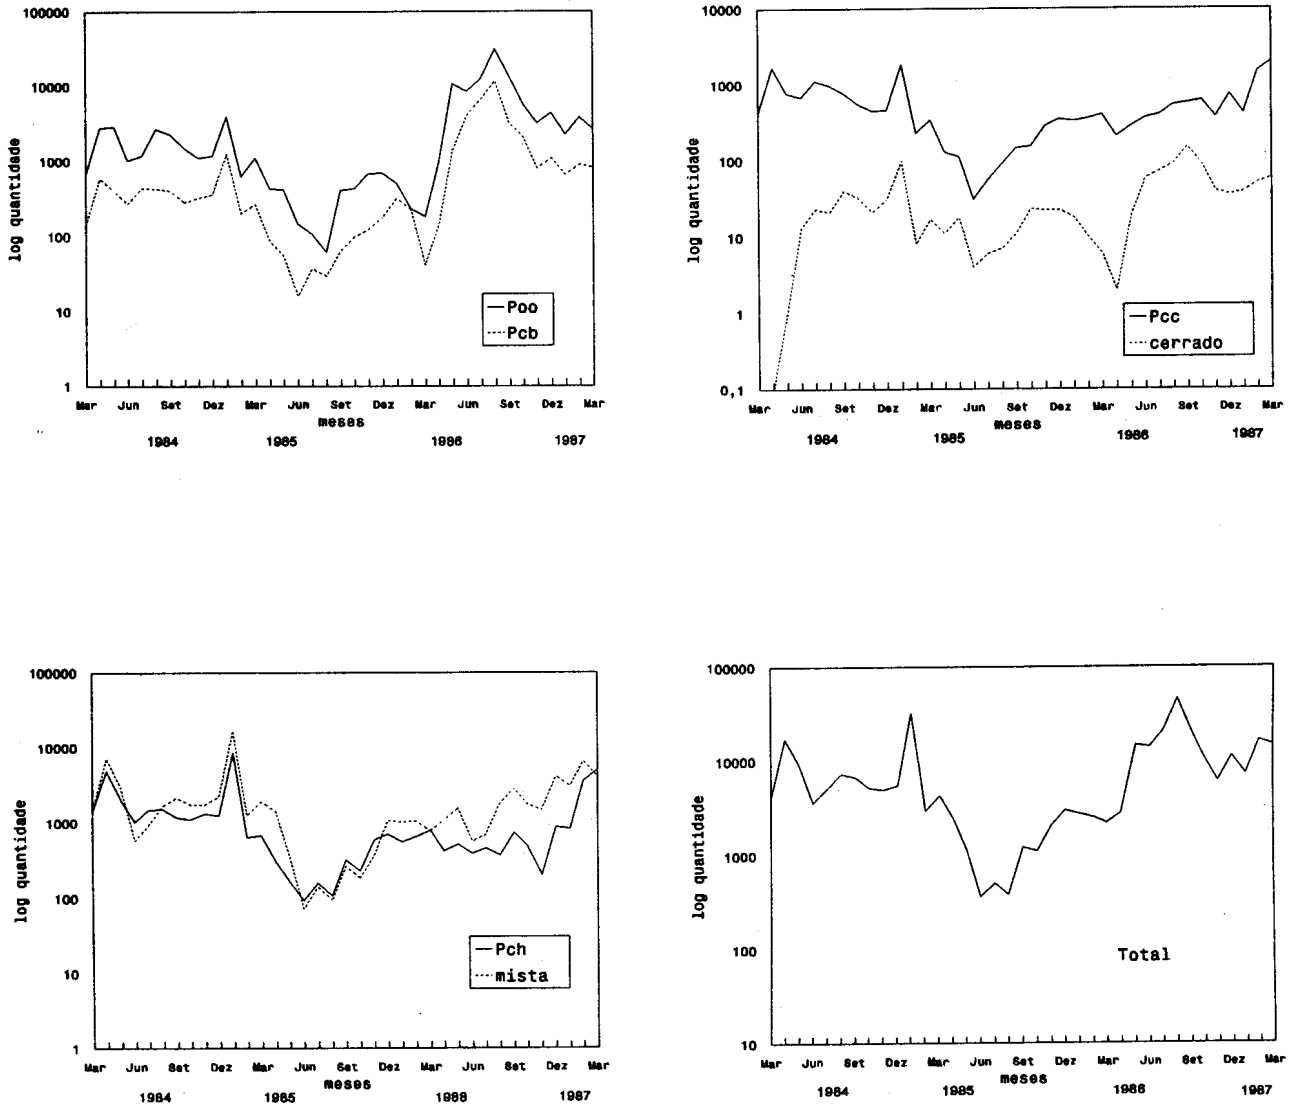 100000
10000
1000
100
10
1
log quantidade
Poo
Pcb
Mar Jun Set Dez Mar Jun Set Dez Mar Jun Set Dez Mar
meses
1984 1985 1986 1987
10000
1000
100
10
1
0,1
log quantidade
Pcc
cerrado
Mar Jun Set Dez Mar Jun Set Dez Mar Jun Set Dez Mar
meses
1984 1985 1986 1987
100000
10000
1000
100
10
1
log quantidade
Pch
mista
Mar Jun Set Dez Mar Jun Set Dez Mar Jun Set Dez Mar
meses
1984 1985 1986 1987
100000
10000
1000
100
10
log quantidade
Total
Mar Jun Set Dez Mar Jun Set Dez Mar Jun Set Dez Mar
meses
1984 1985 1986 1987